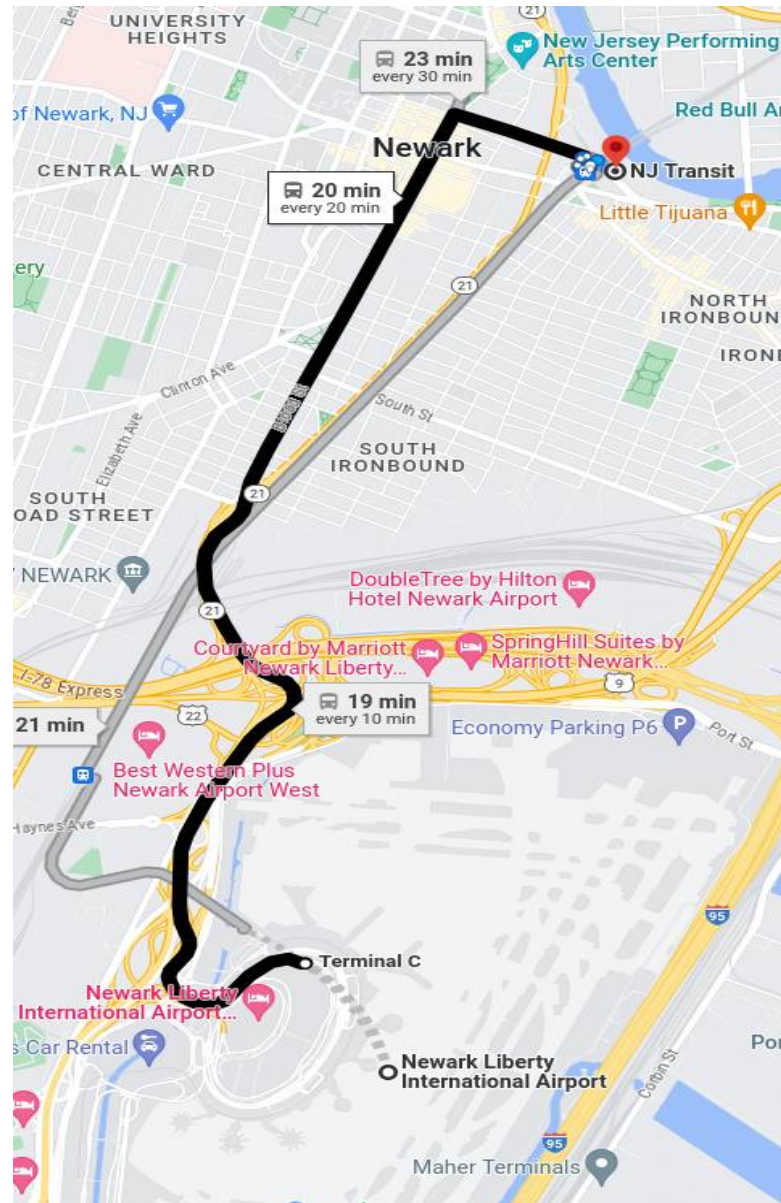 21
UNIVERSITY
HEIGHTS
23 min
every 30 min
New Jersey Performing
Arts Center
of Newark, NJ
Red Bull
Newark
CENTRAL WARD
NJ Transit
20 min
every 20 min
Little Tijuana
ery
21
NORTH
IRONBOUN
IRONE
Clinton Ave
Broad St
South St
Elizabeth Ave
SOUTH
IRONBOUND
21
SOUTH
OAD STREET
NEWARK
DoubleTree by Hilton
Hotel Newark Airport
21
Courtyard by Marriott
Newark Liberty...
SpringHill Suites by
Marriott Newark...
I-78 Express
9
22
19 min
every 10 min
21 min
Economy Parking P6
P
Port St
Best Western Plus
Newark Airport West
Haynes Ave
95
Terminal C
Newark Liberty
International Airport...
s Car Rental
Newark Liberty
International Airport
Por
Corbin St
95
Maher Terminals